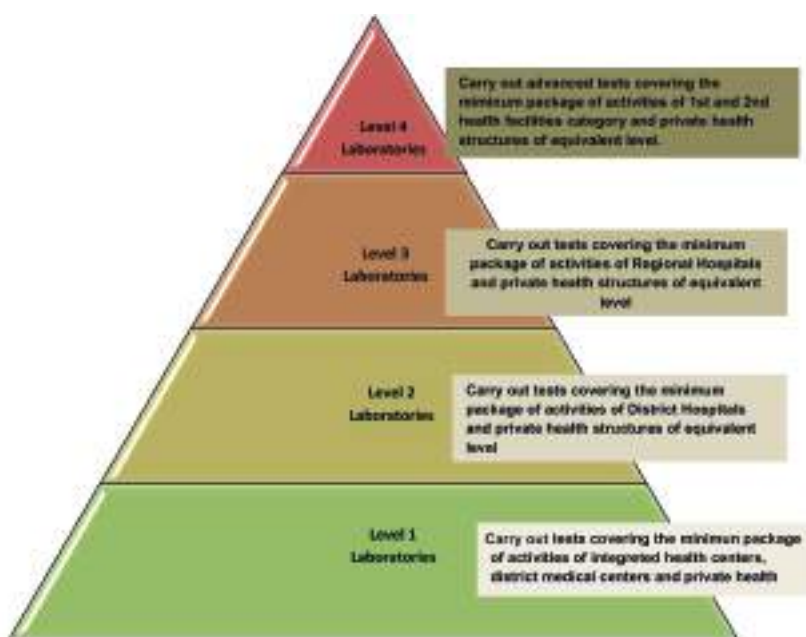 Level 4
Laboratories
Carry out advanced tests covering the
minimum package of activities of 1st and 2nd
health facilities category and private health
structures of equivalent level.
Level 3
Laboratories
Carry out tests covering the minimum
package of activities of Regional Hospitals
and private health structures of equivalent
level
Level 2
Laboratories
Carry out tests covering the minimum
package of activities of District Hospitals
and private health structures of equivalent
level
Level 1
Laboratories
Carry out tests covering the minimun package
of activities of integreted health centers,
district medical centers and private health